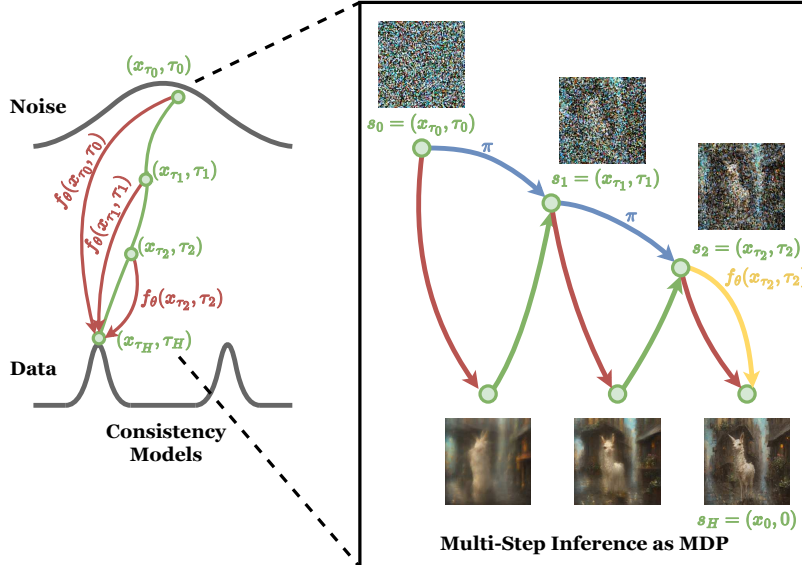 (x_{τ_0}, τ_0)
Noise
f_θ(x_{τ_0}, τ_0)
f_θ(x_{τ_1}, τ_1)
(x_{τ_1}, τ_1)
(x_{τ_2}, τ_2)
f_θ(x_{τ_2}, τ_2)
(x_{τ_H}, τ_H)
Data
Consistency
Models
s_0 = (x_{τ_0}, τ_0)
π
s_1 = (x_{τ_1}, τ_1)
π
s_2 = (x_{τ_2}, τ_2)
f_θ(x_{τ_2}, τ_2)
s_H = (x_0, 0)
Multi-Step Inference as MDP